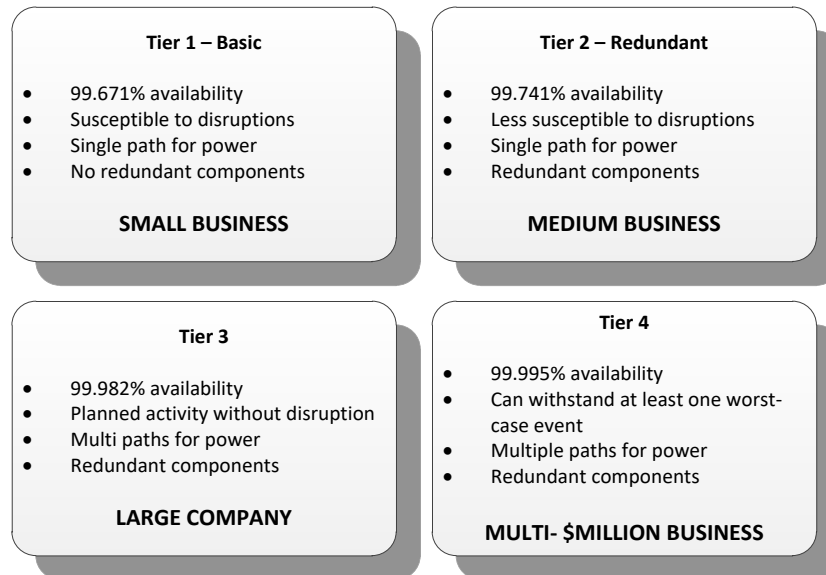 Tier 1 – Basic
• 99.671% availability
• Susceptible to disruptions
• Single path for power
• No redundant components
SMALL BUSINESS
Tier 2 – Redundant
• 99.741% availability
• Less susceptible to disruptions
• Single path for power
• Redundant components
MEDIUM BUSINESS
Tier 3
• 99.982% availability
• Planned activity without disruption
• Multi paths for power
• Redundant components
LARGE COMPANY
Tier 4
• 99.995% availability
• Can withstand at least one worst-
case event
• Multiple paths for power
• Redundant components
MULTI- $MILLION BUSINESS